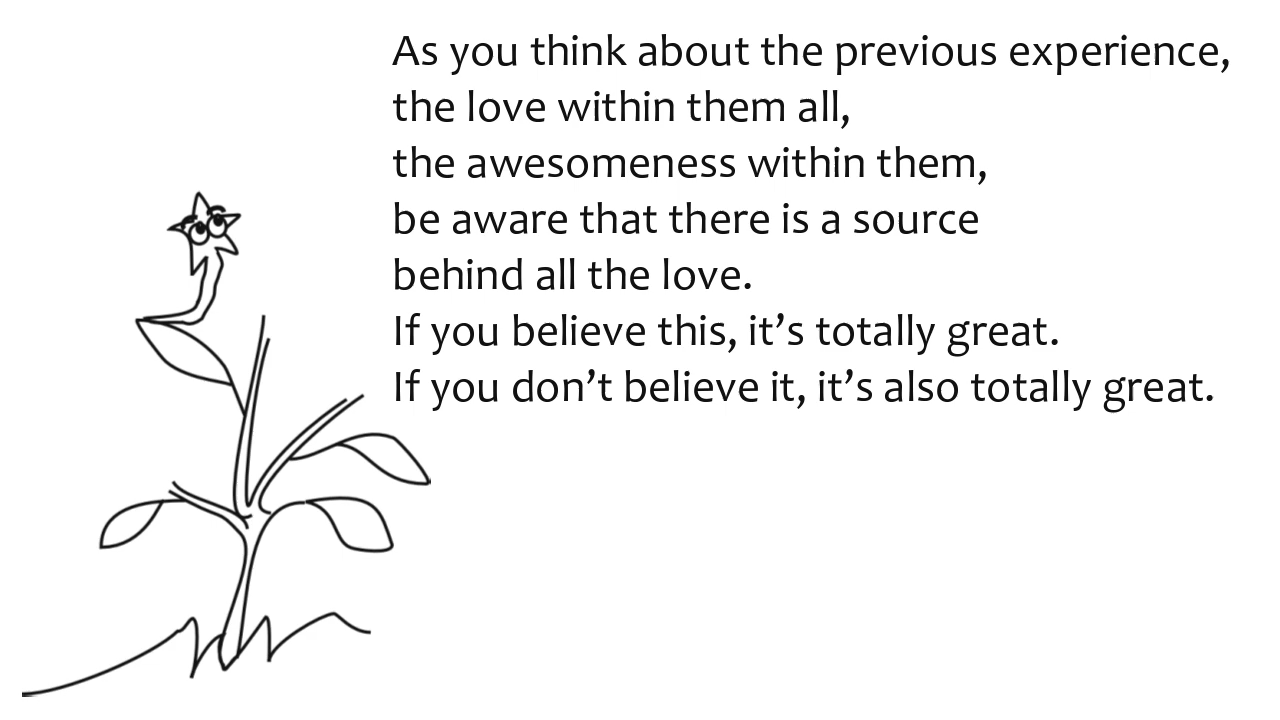 As you think about the previous experience,
the love within them all,
the awesomeness within them,
be aware that there is a source
behind all the love.
If you believe this, it’s totally great.
If you don’t believe it, it’s also totally great.